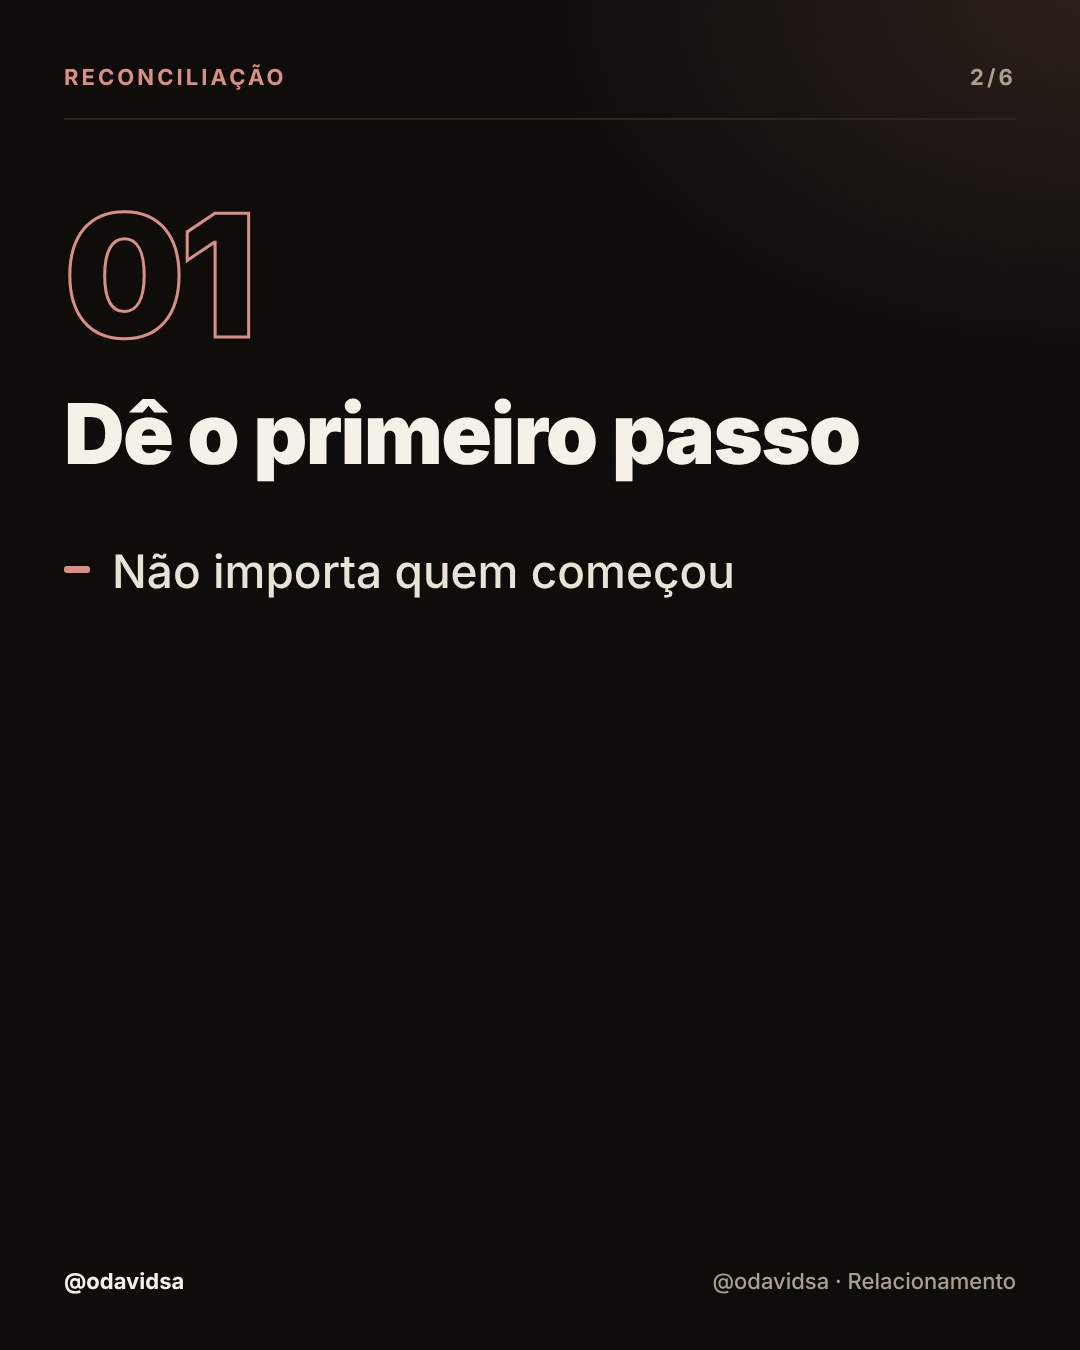 RECONCILIAÇÃO
2/6
01
Dê o primeiro passo
Não importa quem começou
@odavidsa
@odavidsa · Relacionamento